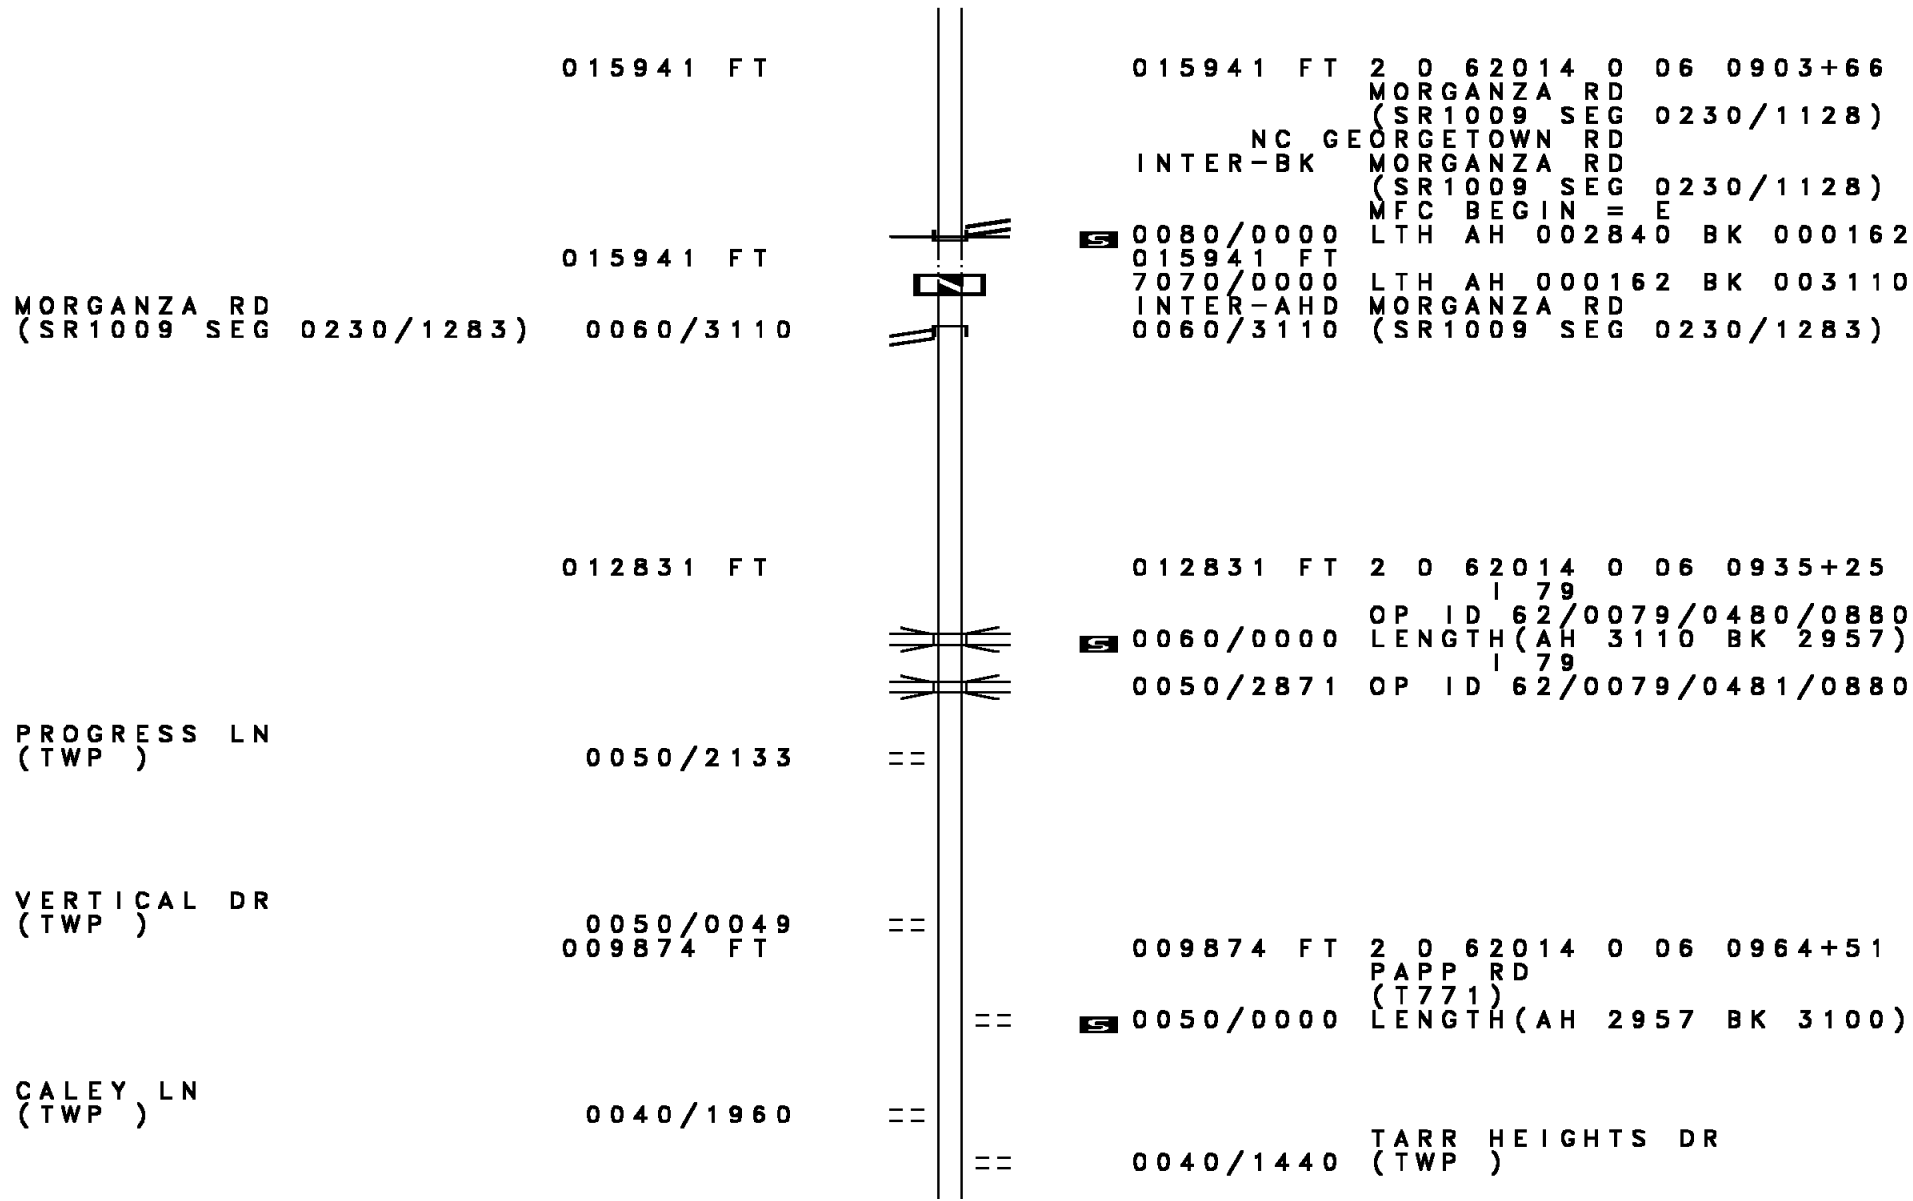 015941 FT 015941 FT 2 0 62014 0 06 0903+66
MORGANZA RD
(SR1009 SEG 0230/1128)
NC GEORGETOWN RD
INTER-BK MORGANZA RD
(SR1009 SEG 0230/1128)
MFC BEGIN = E
S 0080/0000 LTH AH 002840 BK 000162
015941 FT 015941 FT
7070/0000 LTH AH 000162 BK 003110
MORGANZA RD INTER-AHD MORGANZA RD
(SR1009 SEG 0230/1283) 0060/3110 0060/3110 (SR1009 SEG 0230/1283)
012831 FT 012831 FT 2 0 62014 0 06 0935+25
I 79
OP ID 62/0079/0480/0880
S 0060/0000 LENGTH(AH 3110 BK 2957)
I 79
0050/2871 OP ID 62/0079/0481/0880
PROGRESS LN
(TWP ) 0050/2133
VERTICAL DR
(TWP ) 0050/0049
009874 FT 009874 FT 2 0 62014 0 06 0964+51
PAPP RD
(T771)
S 0050/0000 LENGTH(AH 2957 BK 3100)
CALEY LN
(TWP ) 0040/1960
TARR HEIGHTS DR
0040/1440 (TWP )